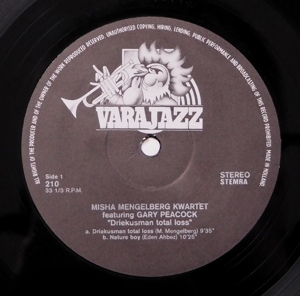 ALL RIGHTS OF THE PRODUCER AND OF THE OWNER OF THE WORK RESERVED. UNAUTHORISED COPYING, HIRING, LENDING, PUBLIC PERFORMANCE AND BROADCASTING OF THIS RECORD PROHIBITED. MADE IN HOLLAND
VARAJAZZ
Side 1
210
33 1/3 R.P.M.
STEREO
STEMRA
MISHA MENGELBERG KWARTET
featuring GARY PEACOCK
"Driekusman total loss"
a. Driekusman total loss (M. Mengelberg) 9'35"
b. Nature boy (Eden Ahbez) 10'25"